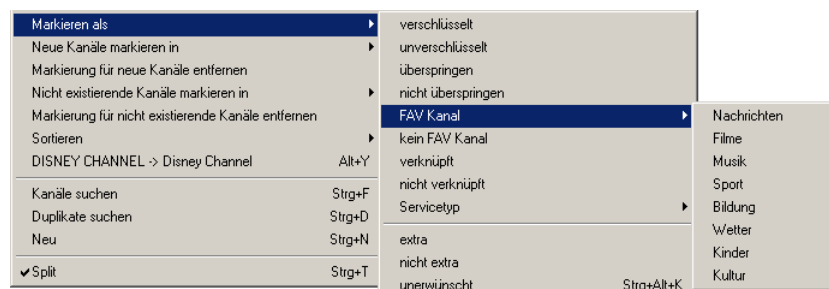 Markieren als
Neue Kanäle markieren in
Markierung für neue Kanäle entfernen
Nicht existierende Kanäle markieren in
Markierung für nicht existierende Kanäle entfernen
Sortieren
DISNEY CHANNEL -> Disney Channel Alt+Y
Kanäle suchen Strg+F
Duplikate suchen Strg+D
Neu Strg+N
Split Strg+T
verschlüsselt
unverschlüsselt
überspringen
nicht überspringen
FAV Kanal
kein FAV Kanal
verknüpft
nicht verknüpft
Servicetyp
extra
nicht extra
unerwünscht Strg+Alt+K
Nachrichten
Filme
Musik
Sport
Bildung
Wetter
Kinder
Kultur